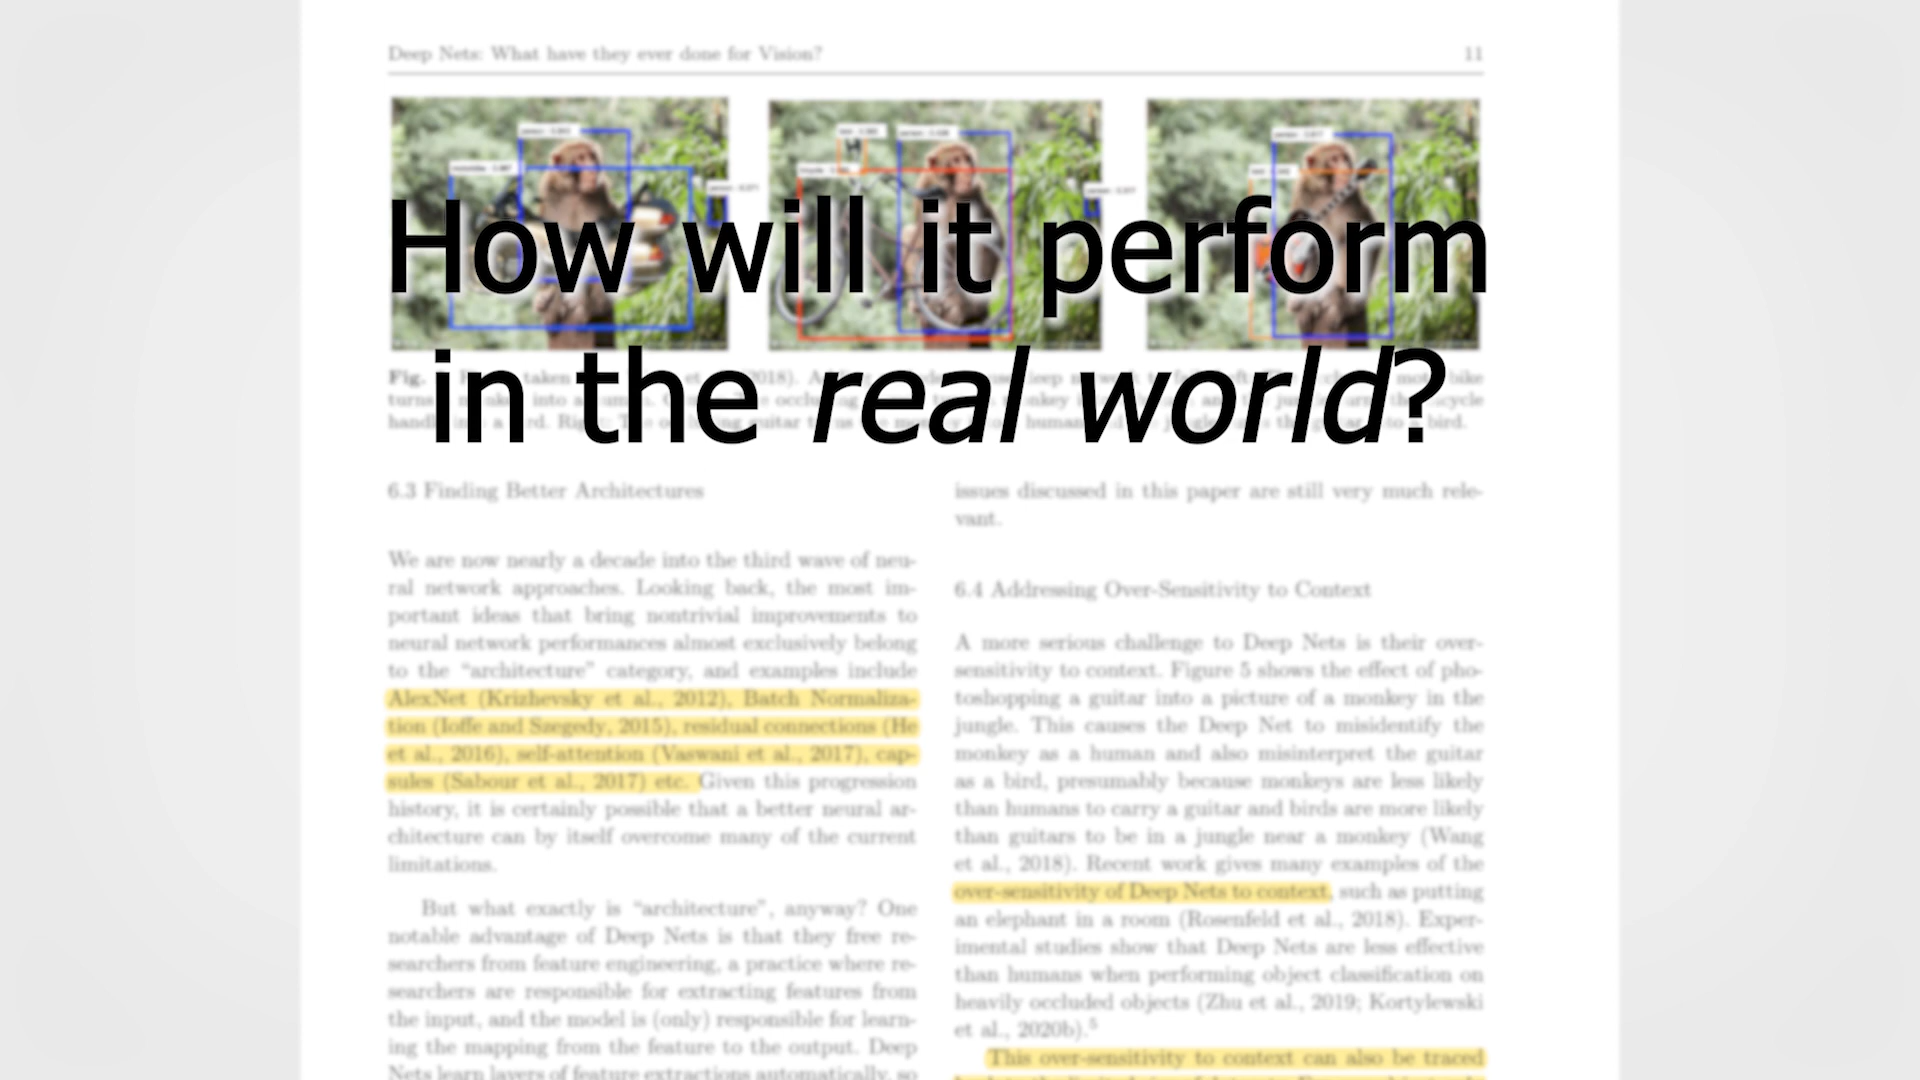 Deep Nets: What have they ever done for Vision? 11
How will it perform
in the real world?
6.3 Finding Better Architectures
We are now nearly a decade into the third wave of neu-
ral network approaches. Looking back, the most im-
portant ideas that bring nontrivial improvements to
neural network performances almost exclusively belong
to the “architecture” category, and examples include
AlexNet (Krizhevsky et al., 2012), Batch Normaliza-
tion (Ioffe and Szegedy, 2015), residual connections (He
et al., 2016), self-attention (Vaswani et al., 2017), cap-
sules (Sabour et al., 2017) etc. Given this progression
history, it is certainly possible that a better neural ar-
chitecture can by itself overcome many of the current
limitations.
But what exactly is “architecture”, anyway? One
notable advantage of Deep Nets is that they free re-
searchers from feature engineering, a practice where re-
searchers are responsible for extracting features from
the input, and the model is (only) responsible for learn-
ing the mapping from the feature to the output. Deep
Nets learn layers of feature extractions automatically, so
issues discussed in this paper are still very much rele-
vant.
6.4 Addressing Over-Sensitivity to Context
A more serious challenge to Deep Nets is their over-
sensitivity to context. Figure 5 shows the effect of pho-
toshopping a guitar into a picture of a monkey in the
jungle. This causes the Deep Net to misidentify the
monkey as a human and also misinterpret the guitar
as a bird, presumably because monkeys are less likely
than humans to carry a guitar and birds are more likely
than guitars to be in a jungle near a monkey (Wang
et al., 2018). Recent work gives many examples of the
over-sensitivity of Deep Nets to context, such as putting
an elephant in a room (Rosenfeld et al., 2018). Exper-
imental studies show that Deep Nets are less effective
than humans when performing object classification on
heavily occluded objects (Zhu et al., 2019; Kortylewski
et al., 2020b).5
This over-sensitivity to context can also be traced